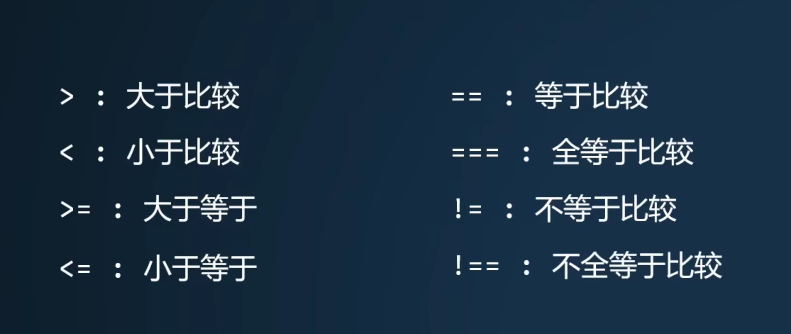 > : 大于比较
< : 小于比较
>= : 大于等于
<= : 小于等于
== : 等于比较
=== : 全等于比较
!= : 不等于比较
!== : 不全等于比较